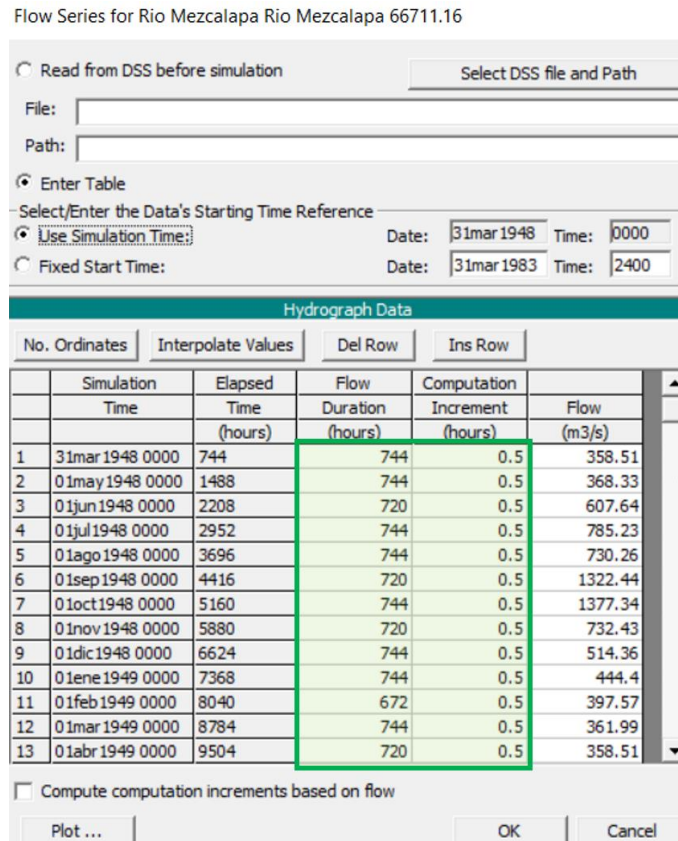 Flow Series for Rio Mezcalapa Rio Mezcalapa 66711.16
Read from DSS before simulation Select DSS file and Path
File:
Path:
Enter Table
Select/Enter the Data's Starting Time Reference
Use Simulation Time: Date: 31mar1948 Time: 0000
Fixed Start Time: Date: 31mar1983 Time: 2400
Hydrograph Data
No. Ordinates Interpolate Values Del Row Ins Row
Simulation Elapsed Flow Computation
Time Time Duration Increment Flow
(hours) (hours) (hours) (m3/s)
1 31mar1948 0000 744 744 0.5 358.51
2 01may1948 0000 1488 744 0.5 368.33
3 01jun1948 0000 2208 720 0.5 607.64
4 01jul1948 0000 2952 744 0.5 785.23
5 01ago1948 0000 3696 744 0.5 730.26
6 01sep1948 0000 4416 720 0.5 1322.44
7 01oct1948 0000 5160 744 0.5 1377.34
8 01nov1948 0000 5880 720 0.5 732.43
9 01dic1948 0000 6624 744 0.5 514.36
10 01ene1949 0000 7368 744 0.5 444.4
11 01feb1949 0000 8040 672 0.5 397.57
12 01mar1949 0000 8784 744 0.5 361.99
13 01abr1949 0000 9504 720 0.5 358.51
Compute computation increments based on flow
Plot ... OK Cancel